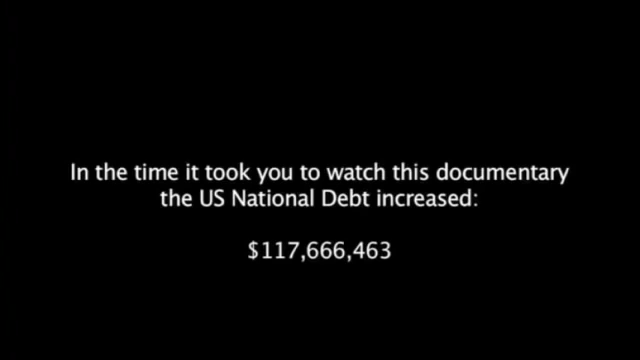 In the time it took you to watch this documentary
the US National Debt increased:
$117,666,463